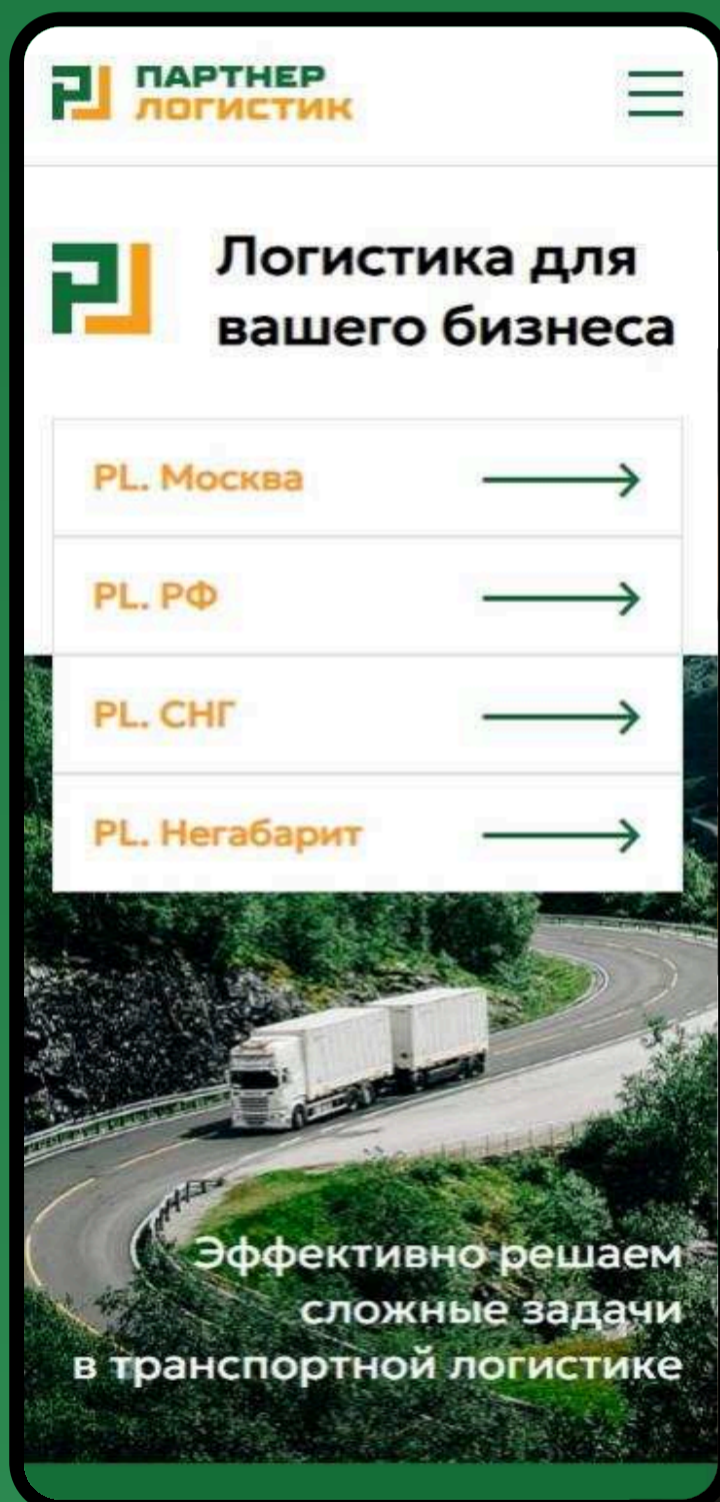 ПАРТНЕР
ЛОГИСТИК
Логистика для
вашего бизнеса
PL. Москва
PL. РФ
PL. СНГ
PL. Негабарит
Эффективно решаем
сложные задачи
в транспортной логистике